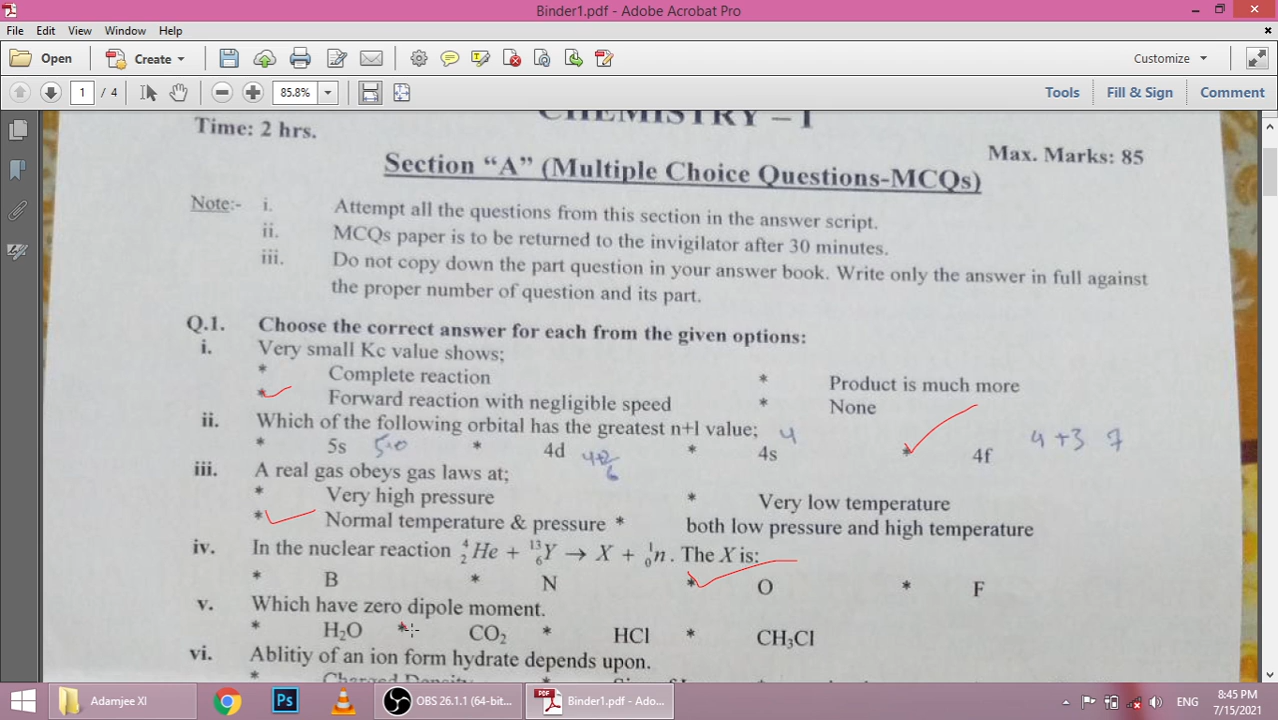 Binder1.pdf - Adobe Acrobat Pro
File Edit View Window Help
Open Create Customize
1 / 4 85.8% Tools Fill & Sign Comment
CHEMISTRY – I
Time: 2 hrs. Max. Marks: 85
Section “A” (Multiple Choice Questions-MCQs)
Note:- i. Attempt all the questions from this section in the answer script.
ii. MCQs paper is to be returned to the invigilator after 30 minutes.
iii. Do not copy down the part question in your answer book. Write only the answer in full against
the proper number of question and its part.
Q.1. Choose the correct answer for each from the given options:
i. Very small Kc value shows;
* Complete reaction * Product is much more
* Forward reaction with negligible speed * None
ii. Which of the following orbital has the greatest n+l value;
* 5s * 4d * 4s 4 * 4f 4+3 7
iii. A real gas obeys gas laws at;
* Very high pressure * Very low temperature
* Normal temperature & pressure * both low pressure and high temperature
iv. In the nuclear reaction ⁴₂He + ¹³₆Y → X + ¹₀n. The X is:
* B * N * O * F
v. Which have zero dipole moment.
* H₂O * CO₂ * HCl * CH₃Cl
vi. Ablitiy of an ion form hydrate depends upon.
* Charged Density
Adamjee XI OBS 26.1.1 (64-bit... Binder1.pdf - Ado... ENG 8:45 PM
7/15/2021